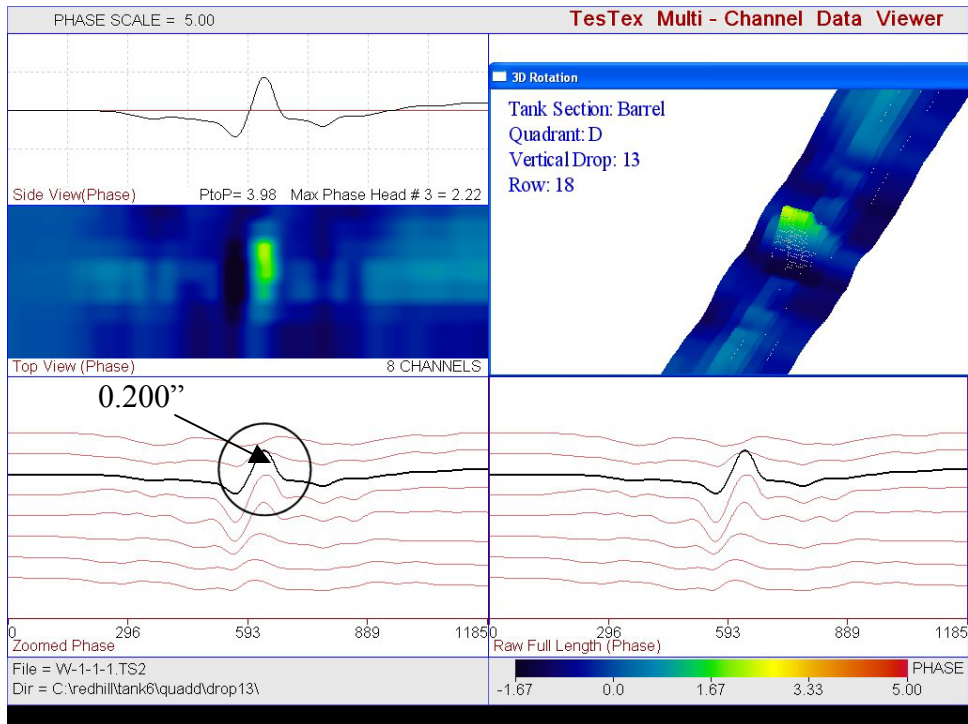 PHASE SCALE = 5.00
TesTex Multi - Channel Data Viewer
3D Rotation
Tank Section: Barrel
Quadrant: D
Vertical Drop: 13
Row: 18
Side View(Phase) PtoP= 3.98 Max Phase Head # 3 = 2.22
Top View (Phase) 8 CHANNELS
0.200”
0 296 593 889 1185
Zoomed Phase
0 296 593 889 1185
Raw Full Length (Phase)
File = W-1-1-1.TS2
Dir = C:\redhill\tank6\quadd\drop13\
PHASE
-1.67 0.0 1.67 3.33 5.00